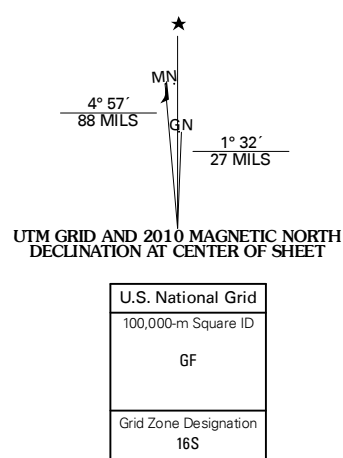 ★
MN
4° 57´
88 MILS
GN
1° 32´
27 MILS
UTM GRID AND 2010 MAGNETIC NORTH
DECLINATION AT CENTER OF SHEET
U.S. National Grid
100,000-m Square ID
GF
Grid Zone Designation
16S